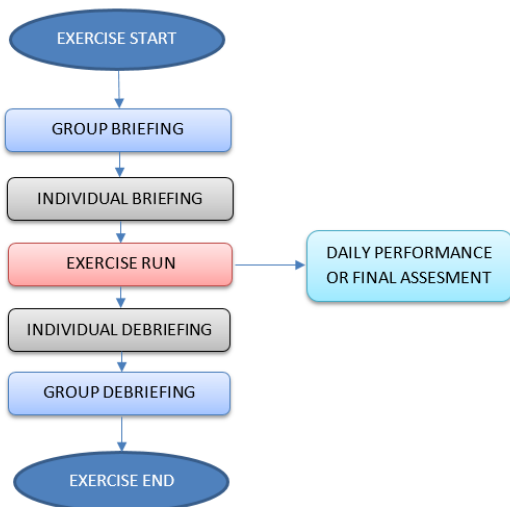 EXERCISE START
GROUP BRIEFING
INDIVIDUAL BRIEFING
EXERCISE RUN
DAILY PERFORMANCE
OR FINAL ASSESMENT
INDIVIDUAL DEBRIEFING
GROUP DEBRIEFING
EXERCISE END